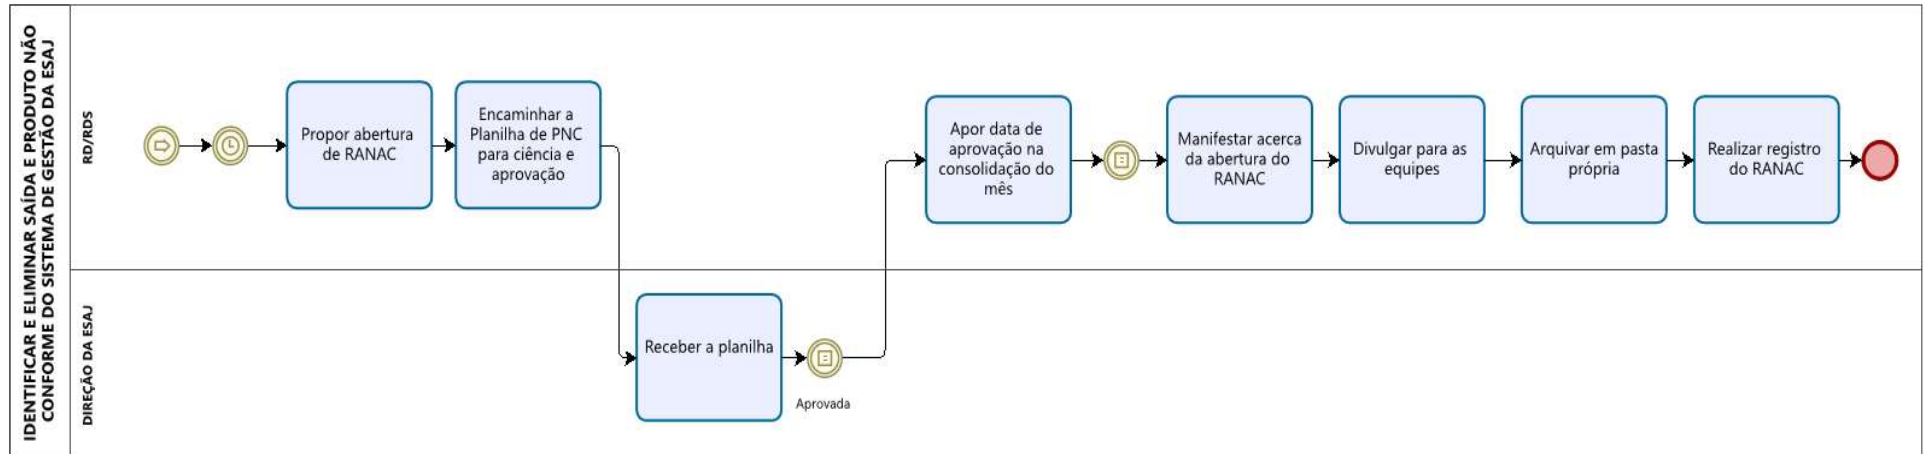 IDENTIFICAR E ELIMINAR SAÍDA E PRODUTO NÃO
CONFORME DO SISTEMA DE GESTÃO DA ESAJ
RD/RDS
Propor abertura
de RANAC
Encaminhar a
Planilha de PNC
para ciência e
aprovação
Apor data de
aprovação na
consolidação do
mês
Manifestar acerca
da abertura do
RANAC
Divulgar para as
equipes
Arquivar em pasta
própria
Realizar registro
do RANAC
DIREÇÃO DA ESAJ
Receber a planilha
Aprovada